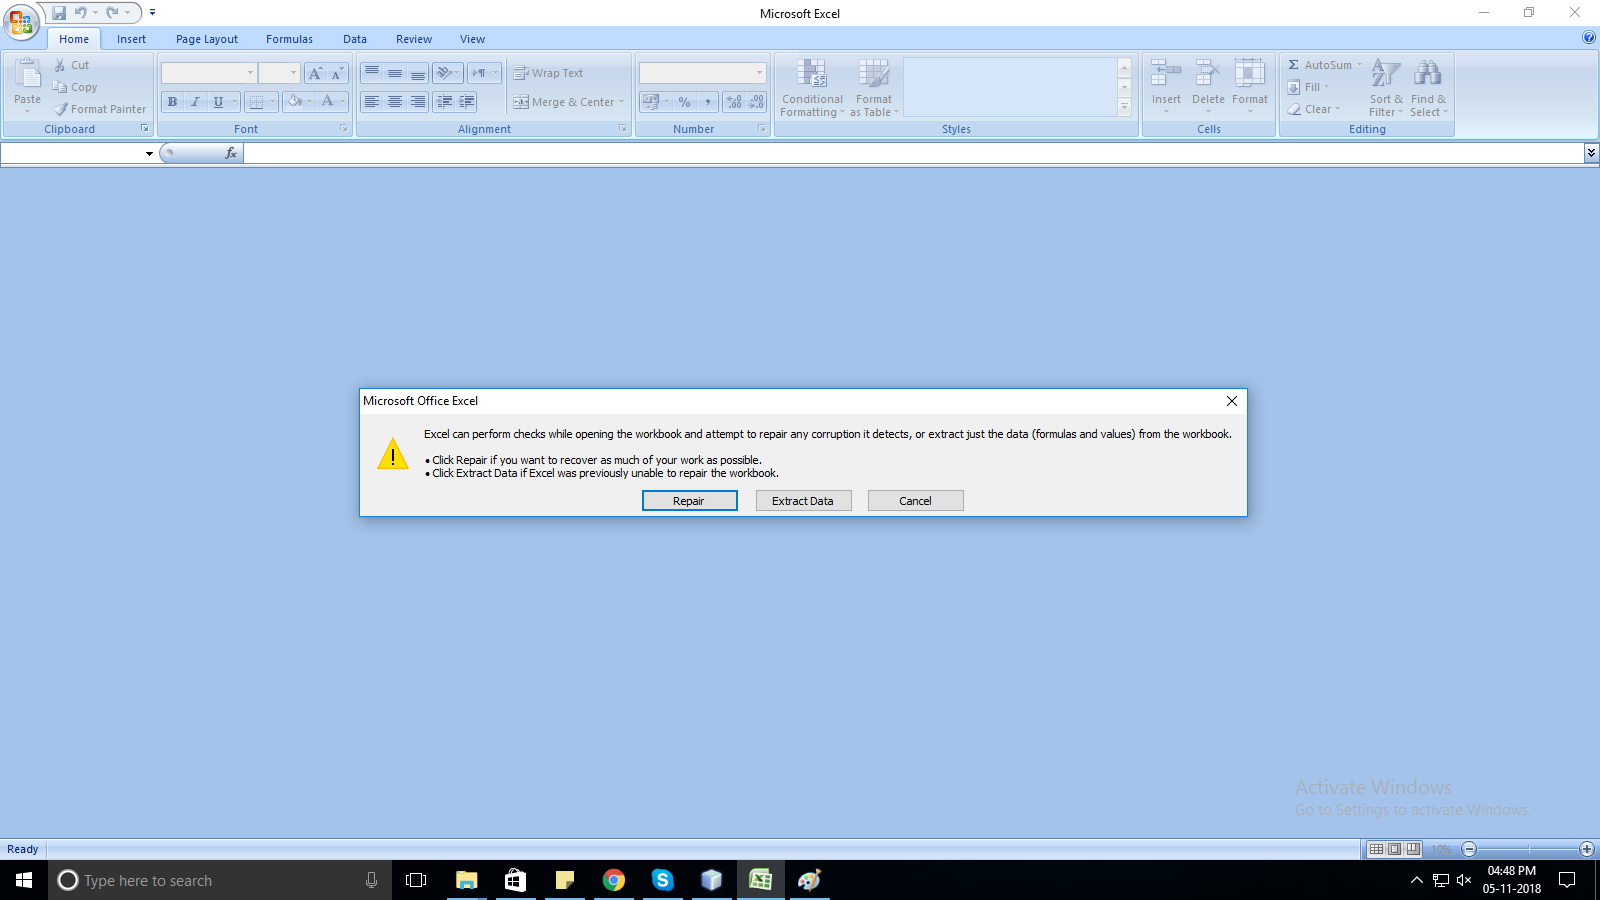 Microsoft Excel
Home Insert Page Layout Formulas Data Review View
Paste
Cut
Copy
Format Painter
Clipboard
B I U
A A
A
Font
Wrap Text
Merge & Center
Alignment
% ,
.0 .00
.00 .0
Number
Conditional Formatting
Format as Table
Styles
Insert Delete Format
Cells
Σ AutoSum
Fill
Clear
Sort & Filter
Find & Select
Editing
fx
Microsoft Office Excel
Excel can perform checks while opening the workbook and attempt to repair any corruption it detects, or extract just the data (formulas and values) from the workbook.
• Click Repair if you want to recover as much of your work as possible.
• Click Extract Data if Excel was previously unable to repair the workbook.
Repair Extract Data Cancel
Activate Windows
Go to Settings to activate Windows.
Ready
10%
Type here to search
04:48 PM
05-11-2018